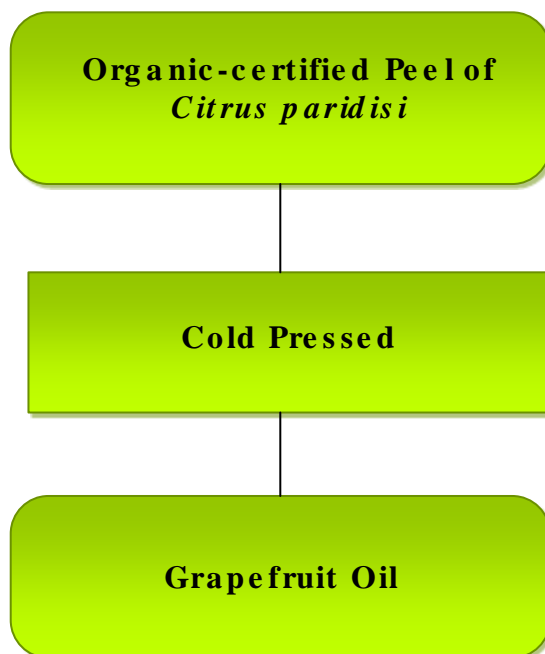 Organic-certified Peel of
Citrus paridisi
Cold Pressed
Grapefruit Oil